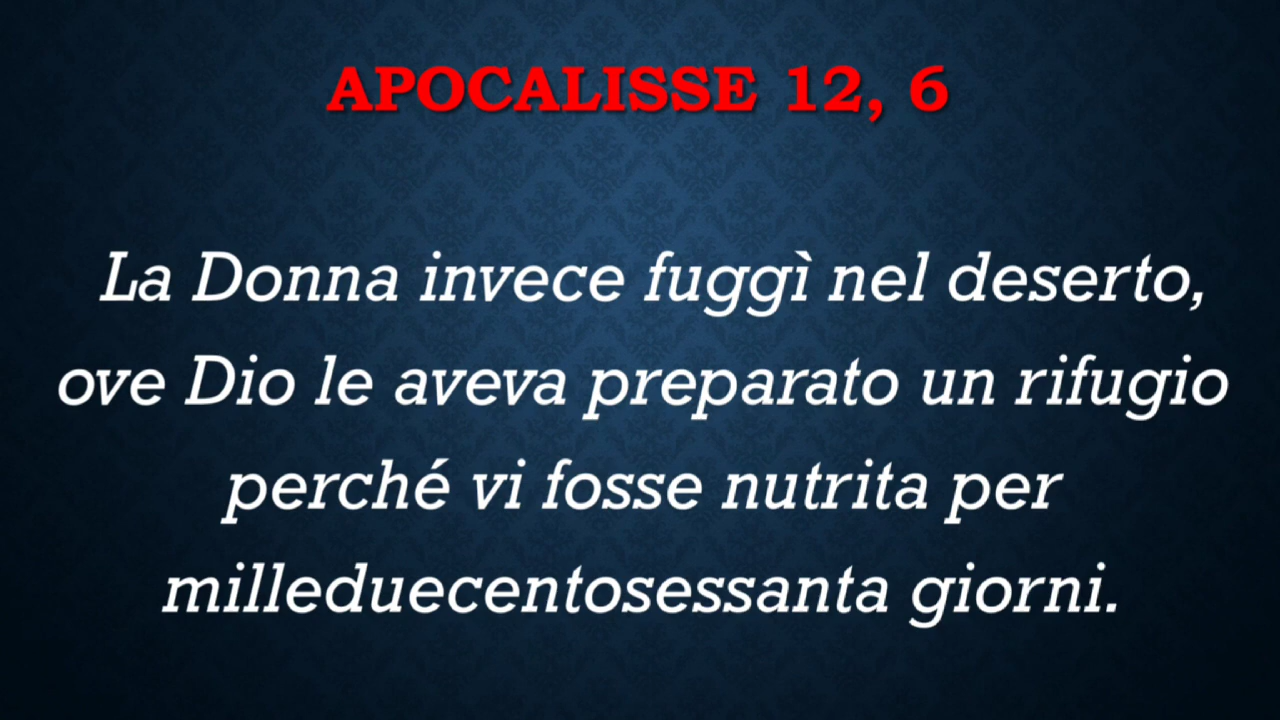 APOCALISSE 12, 6
La Donna invece fuggì nel deserto,
ove Dio le aveva preparato un rifugio
perché vi fosse nutrita per
milleduecentosessanta giorni.